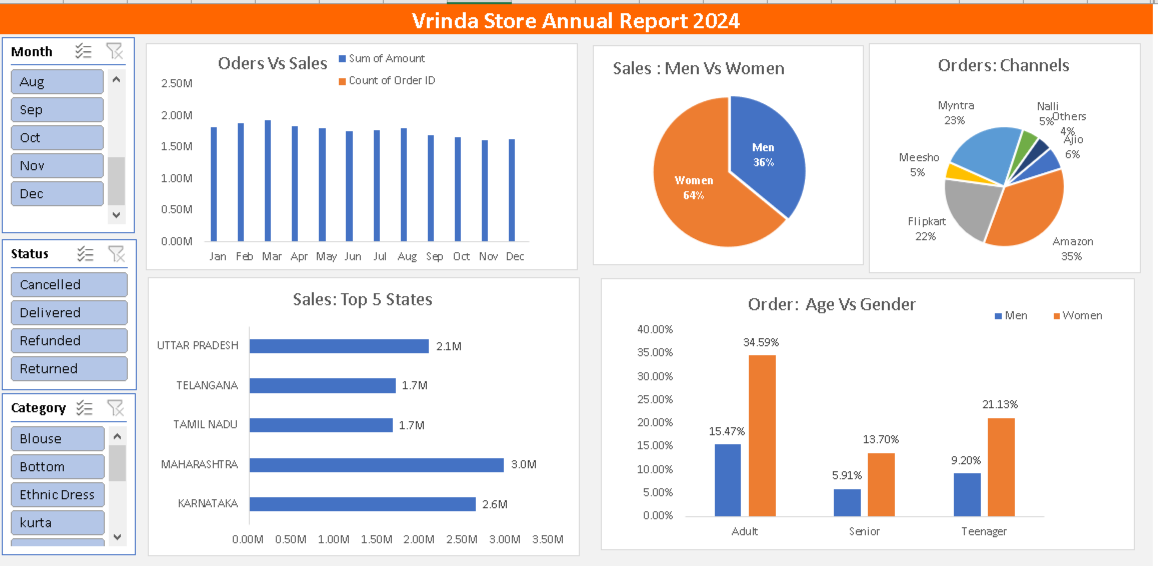 Vrinda Store Annual Report 2024
Month
Aug
Sep
Oct
Nov
Dec
Status
Cancelled
Delivered
Refunded
Returned
Category
Blouse
Bottom
Ethnic Dress
kurta
Oders Vs Sales
Sum of Amount
Count of Order ID
2.50M
2.00M
1.50M
1.00M
0.50M
0.00M
Jan Feb Mar Apr May Jun Jul Aug Sep Oct Nov Dec
Sales : Men Vs Women
Men
36%
Women
64%
Orders: Channels
Myntra
23%
Nalli
5%
Others
4%
Ajio
6%
Meesho
5%
Flipkart
22%
Amazon
35%
Sales: Top 5 States
UTTAR PRADESH 2.1M
TELANGANA 1.7M
TAMIL NADU 1.7M
MAHARASHTRA 3.0M
KARNATAKA 2.6M
0.00M 0.50M 1.00M 1.50M 2.00M 2.50M 3.00M 3.50M
Order: Age Vs Gender
Men Women
40.00%
35.00%
30.00%
25.00%
20.00%
15.00%
10.00%
5.00%
0.00%
15.47%
34.59%
5.91%
13.70%
9.20%
21.13%
Adult Senior Teenager